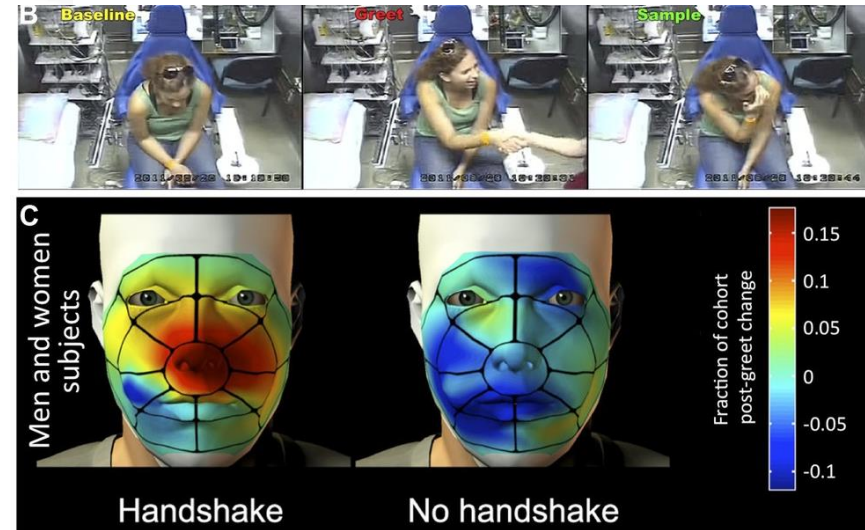 B
Baseline
Greet
Sample
C
Men and women
subjects
Handshake
No handshake
Fraction of cohort
post-greet change
0.15
0.1
0.05
0
-0.05
-0.1